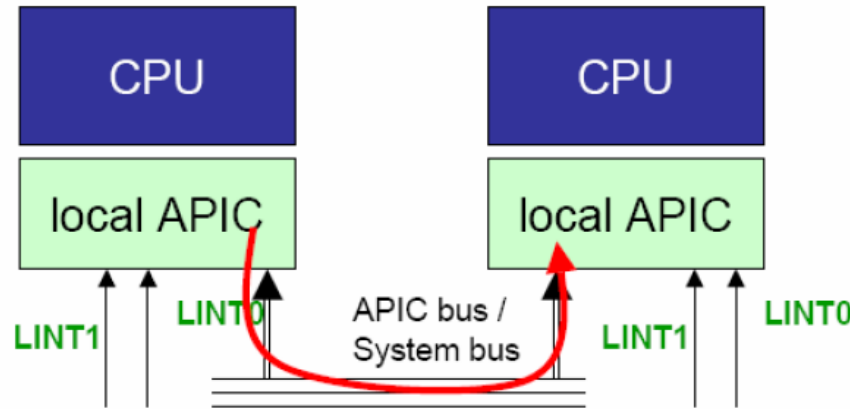 CPU
CPU
local APIC
local APIC
LINT1
LINT0
APIC bus /
System bus
LINT1
LINT0